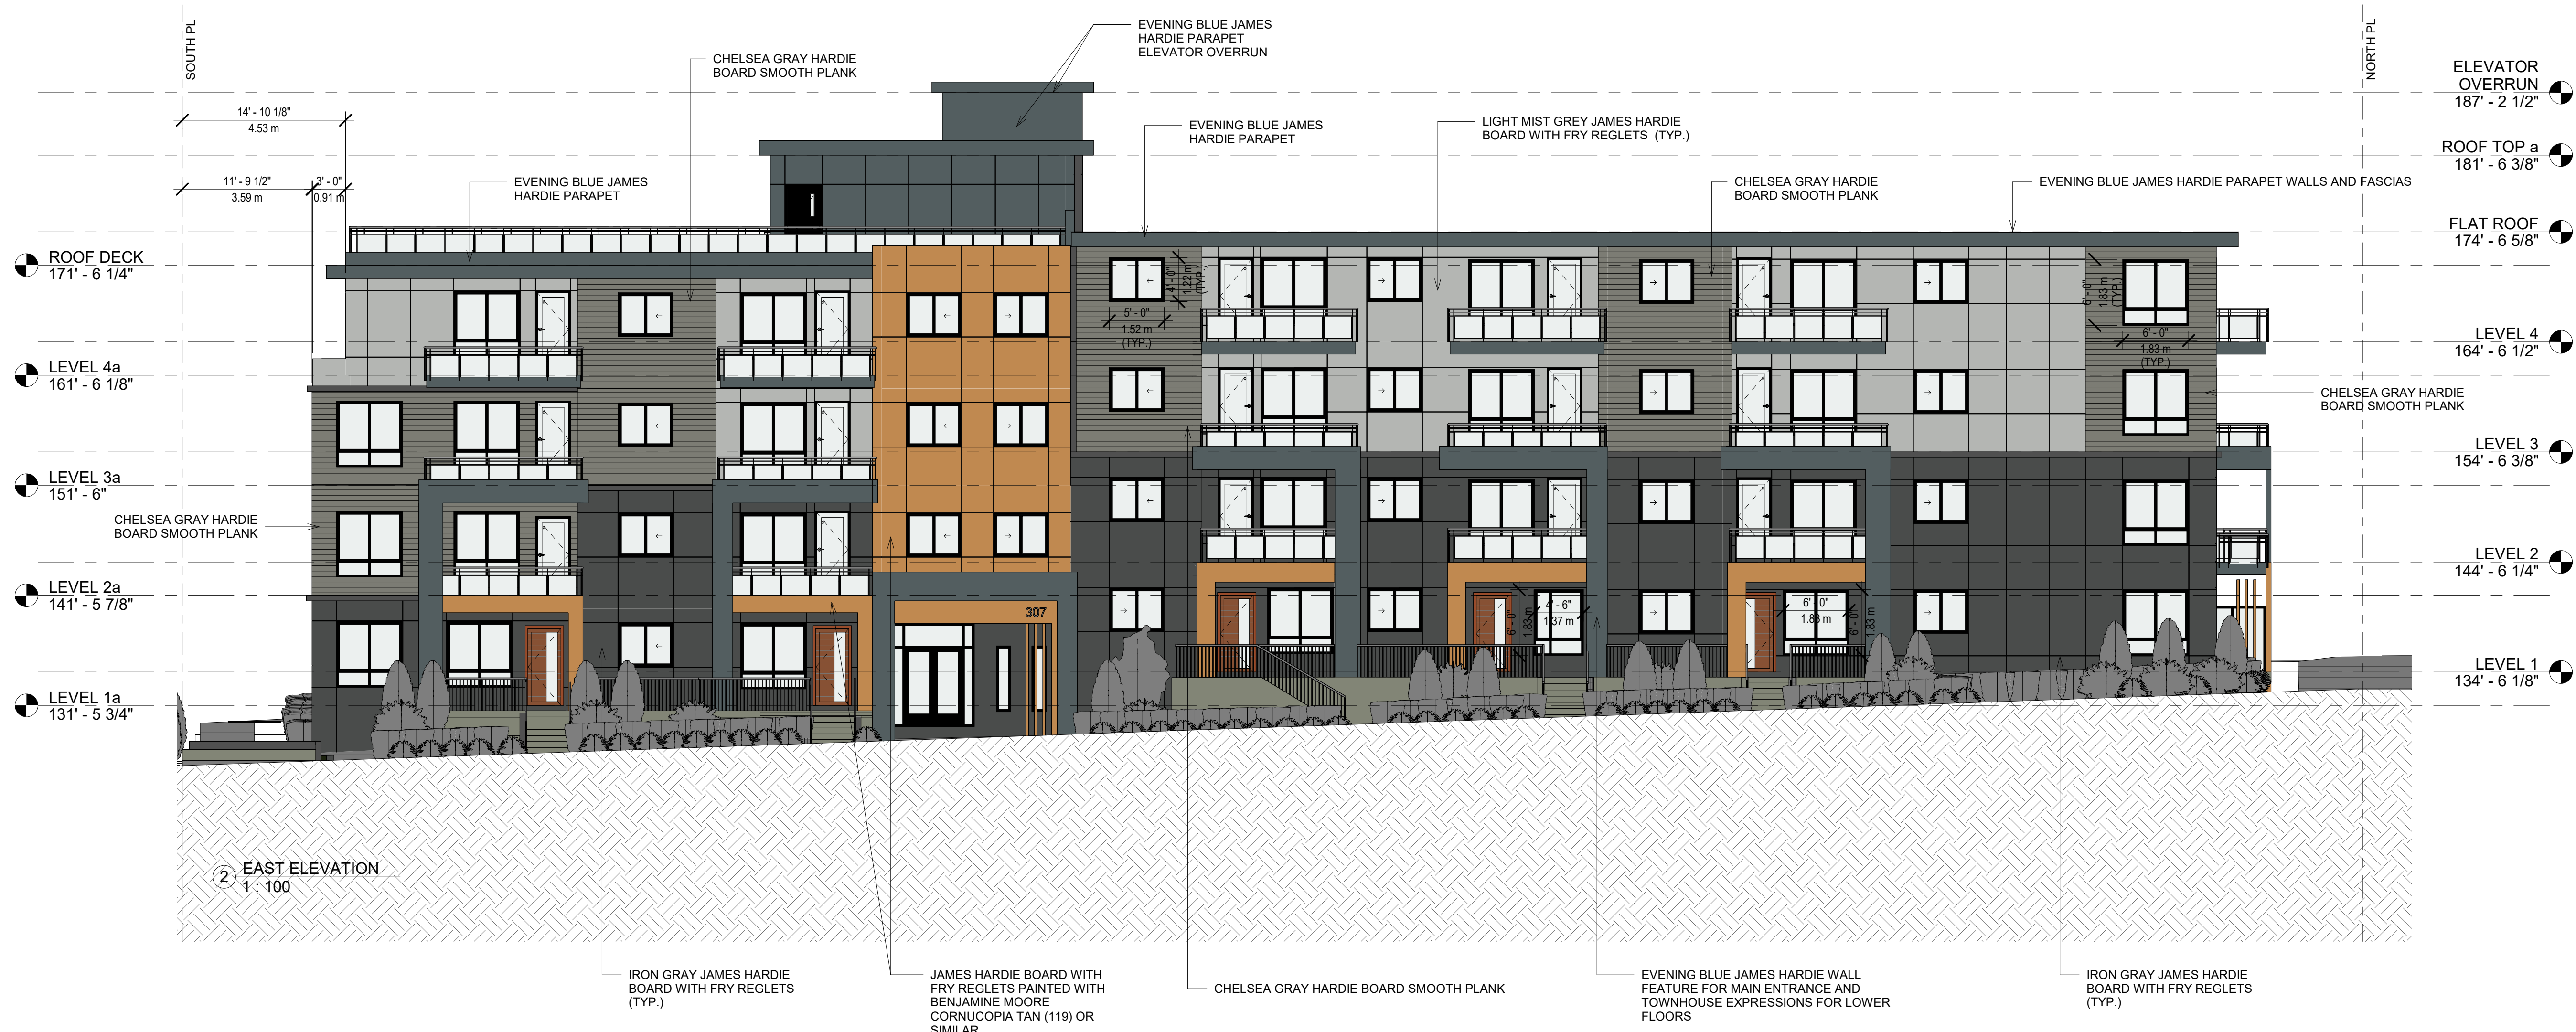 SOUTH PL
NORTH PL
EVENING BLUE JAMES
HARDIE PARAPET
ELEVATOR OVERRUN
CHELSEA GRAY HARDIE
BOARD SMOOTH PLANK
ELEVATOR
OVERRUN
187' - 2 1/2"
14' - 10 1/8"
4.53 m
EVENING BLUE JAMES
HARDIE PARAPET
LIGHT MIST GREY JAMES HARDIE
BOARD WITH FRY REGLETS (TYP.)
ROOF TOP a
181' - 6 3/8"
11' - 9 1/2"
3.59 m
3' - 0"
0.91 m
EVENING BLUE JAMES
HARDIE PARAPET
CHELSEA GRAY HARDIE
BOARD SMOOTH PLANK
EVENING BLUE JAMES HARDIE PARAPET WALLS AND FASCIAS
FLAT ROOF
174' - 6 5/8"
ROOF DECK
171' - 6 1/4"
4' - 0"
1.22 m
(TYP.)
5' - 0"
1.52 m
(TYP.)
6' - 0"
1.83 m
(TYP.)
6' - 0"
1.83 m
(TYP.)
LEVEL 4
164' - 6 1/2"
LEVEL 4a
161' - 6 1/8"
CHELSEA GRAY HARDIE
BOARD SMOOTH PLANK
LEVEL 3
154' - 6 3/8"
LEVEL 3a
151' - 6"
CHELSEA GRAY HARDIE
BOARD SMOOTH PLANK
LEVEL 2
144' - 6 1/4"
LEVEL 2a
141' - 5 7/8"
307
6' - 0"
1.83 m
4' - 6"
1.37 m
6' - 0"
1.83 m
6' - 0"
1.83 m
LEVEL 1
134' - 6 1/8"
LEVEL 1a
131' - 5 3/4"
2
EAST ELEVATION
1 : 100
IRON GRAY JAMES HARDIE
BOARD WITH FRY REGLETS
(TYP.)
JAMES HARDIE BOARD WITH
FRY REGLETS PAINTED WITH
BENJAMINE MOORE
CORNUCOPIA TAN (119) OR
SIMILAR
CHELSEA GRAY HARDIE BOARD SMOOTH PLANK
EVENING BLUE JAMES HARDIE WALL
FEATURE FOR MAIN ENTRANCE AND
TOWNHOUSE EXPRESSIONS FOR LOWER
FLOORS
IRON GRAY JAMES HARDIE
BOARD WITH FRY REGLETS
(TYP.)